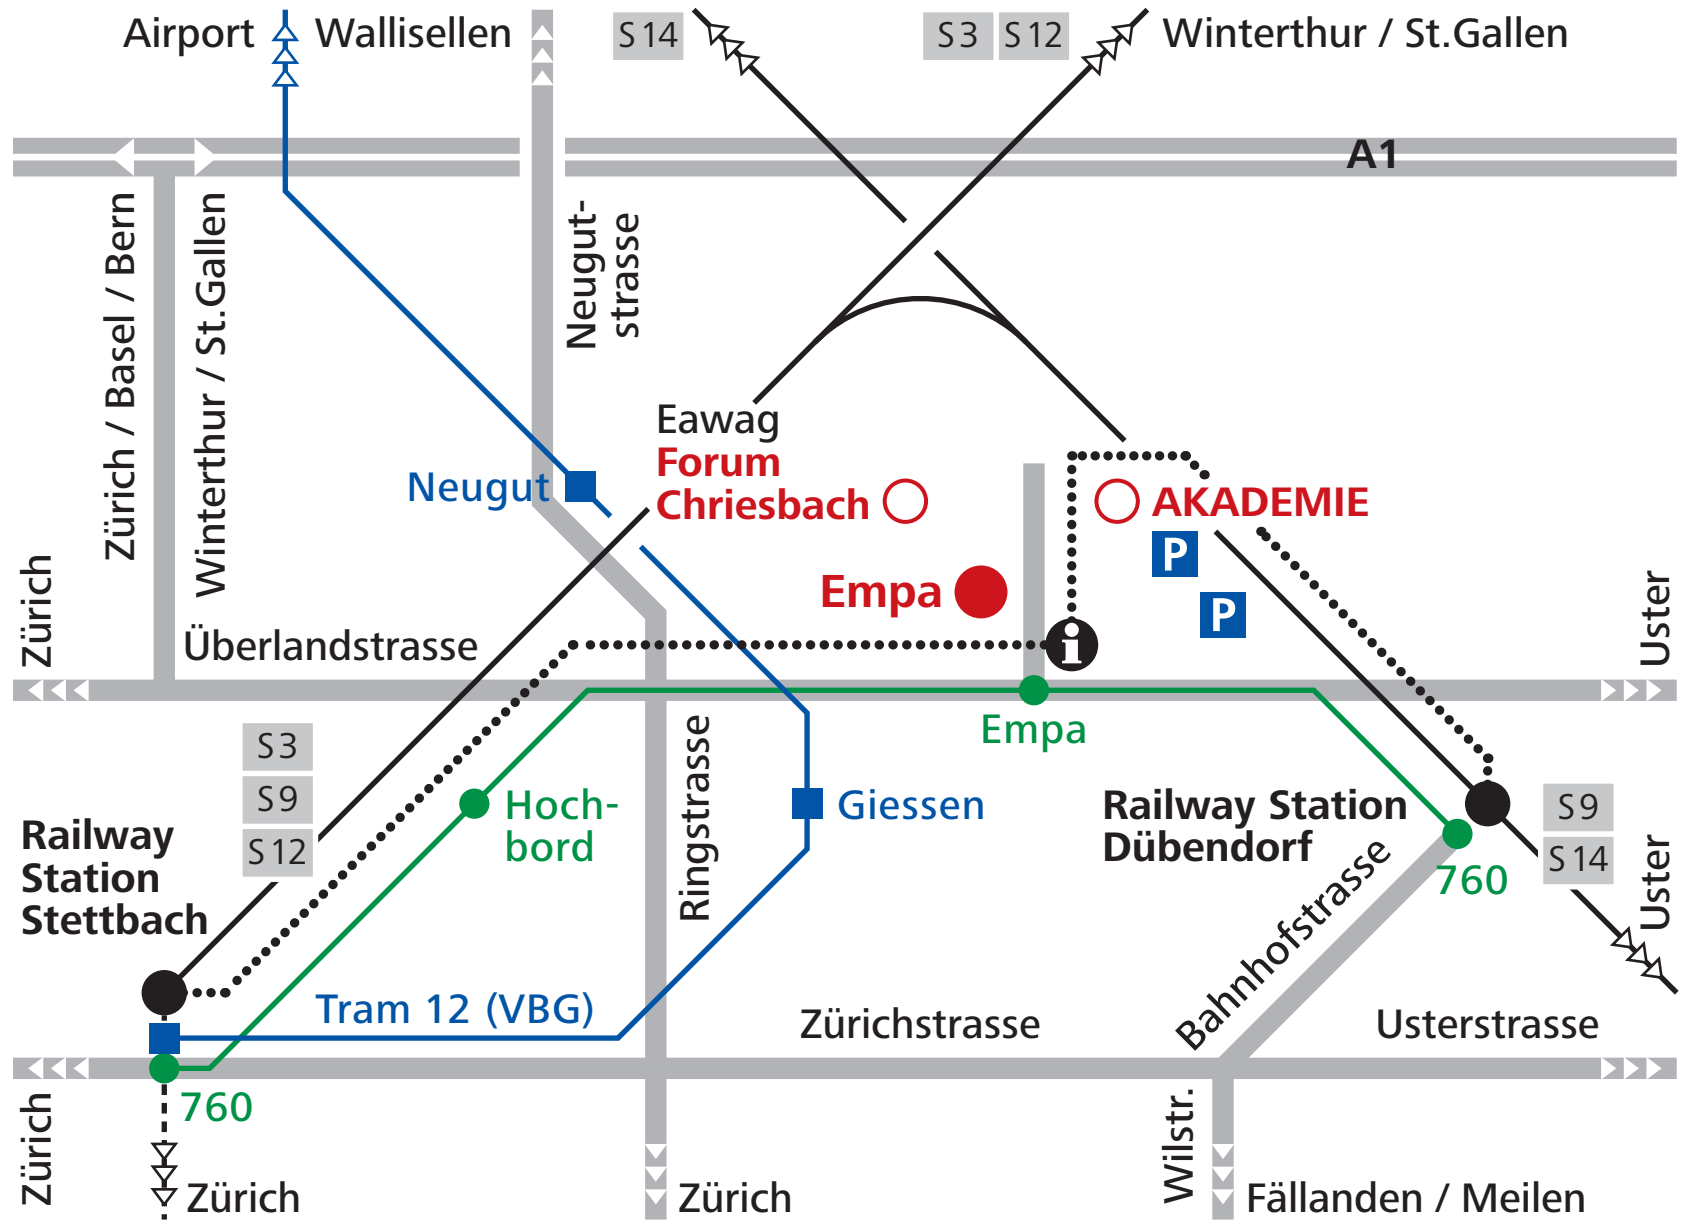 Airport
Wallisellen
S 14
S 3
S 12
Winterthur / St.Gallen
A1
Zürich / Basel / Bern
Winterthur / St.Gallen
Neugut-
strasse
Eawag
Forum
Chriesbach
Neugut
AKADEMIE
P
Empa
P
Zürich
Überlandstrasse
i
Uster
Empa
S 3
S 9
S 12
Hoch-
bord
Ringstrasse
Giessen
Railway Station
Dübendorf
S 9
S 14
Railway
Station
Stettbach
760
Uster
Bahnhofstrasse
Tram 12 (VBG)
Zürichstrasse
Usterstrasse
760
Zürich
Zürich
Zürich
Wilstr.
Fällanden / Meilen